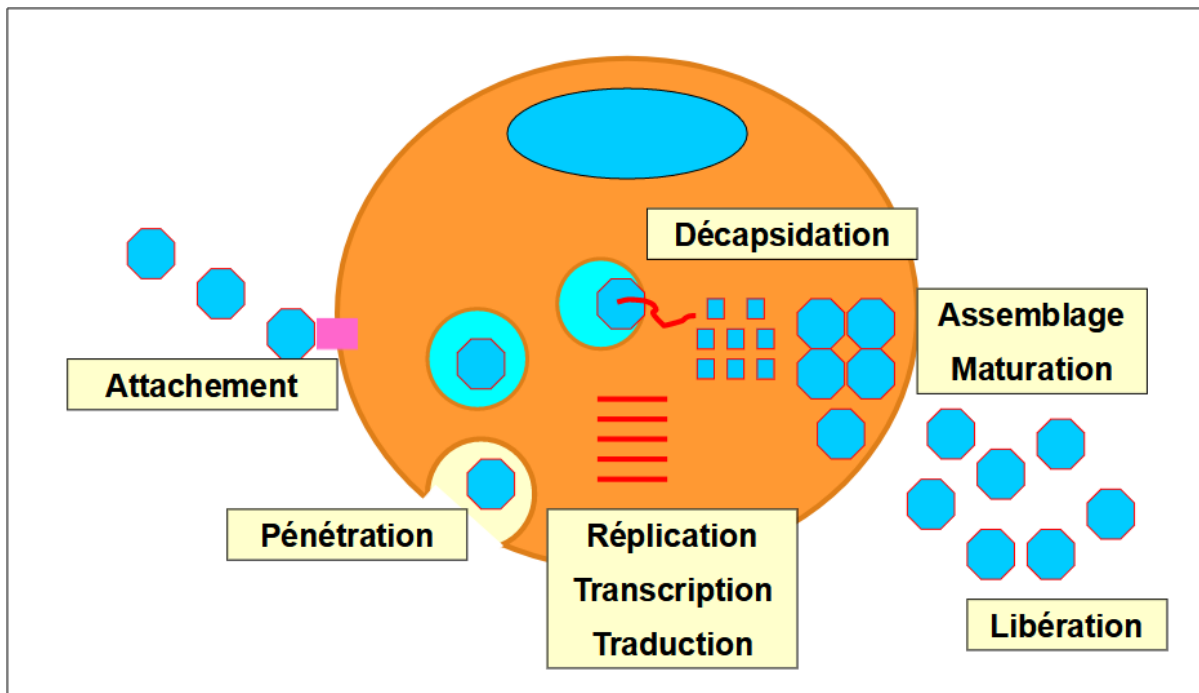 Décapsidation
Attachement
Assemblage
Maturation
Pénétration
Réplication
Transcription
Traduction
Libération